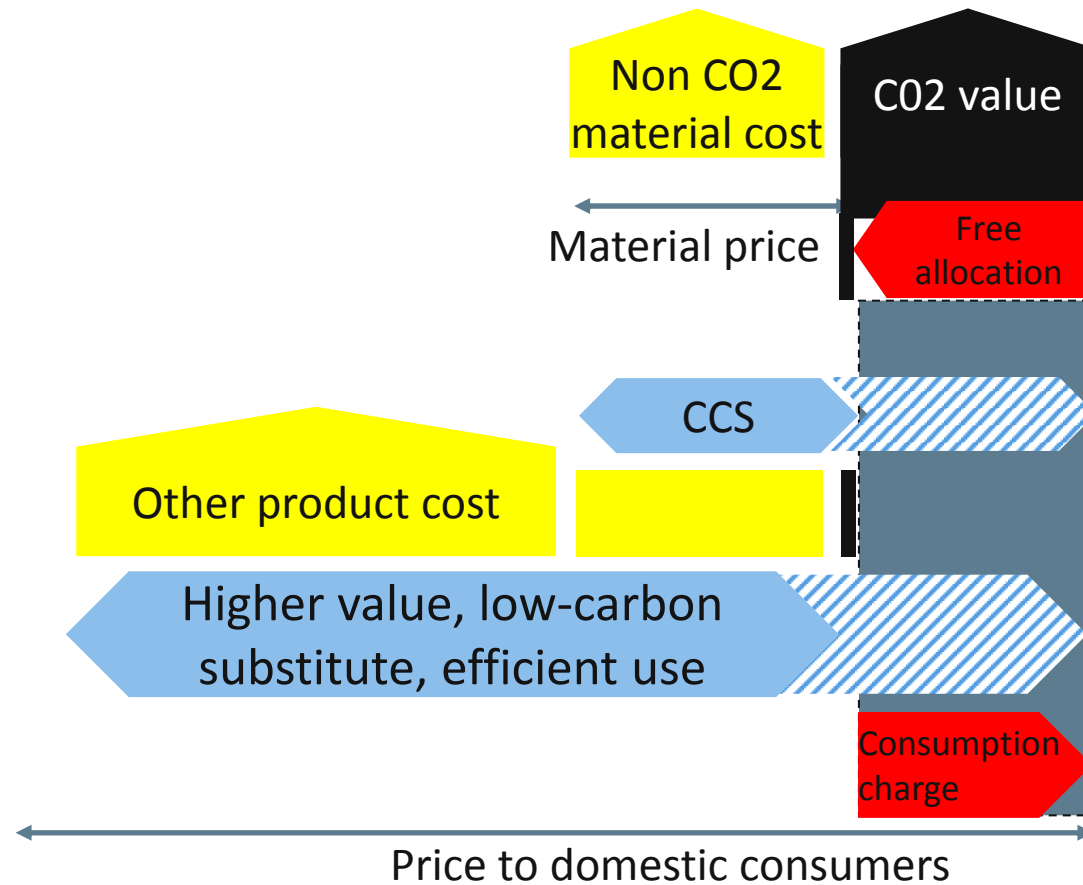 Non CO2
material cost
C02 value
Material price
Free
allocation
CCS
Other product cost
Higher value, low-carbon
substitute, efficient use
Consumption
charge
Price to domestic consumers